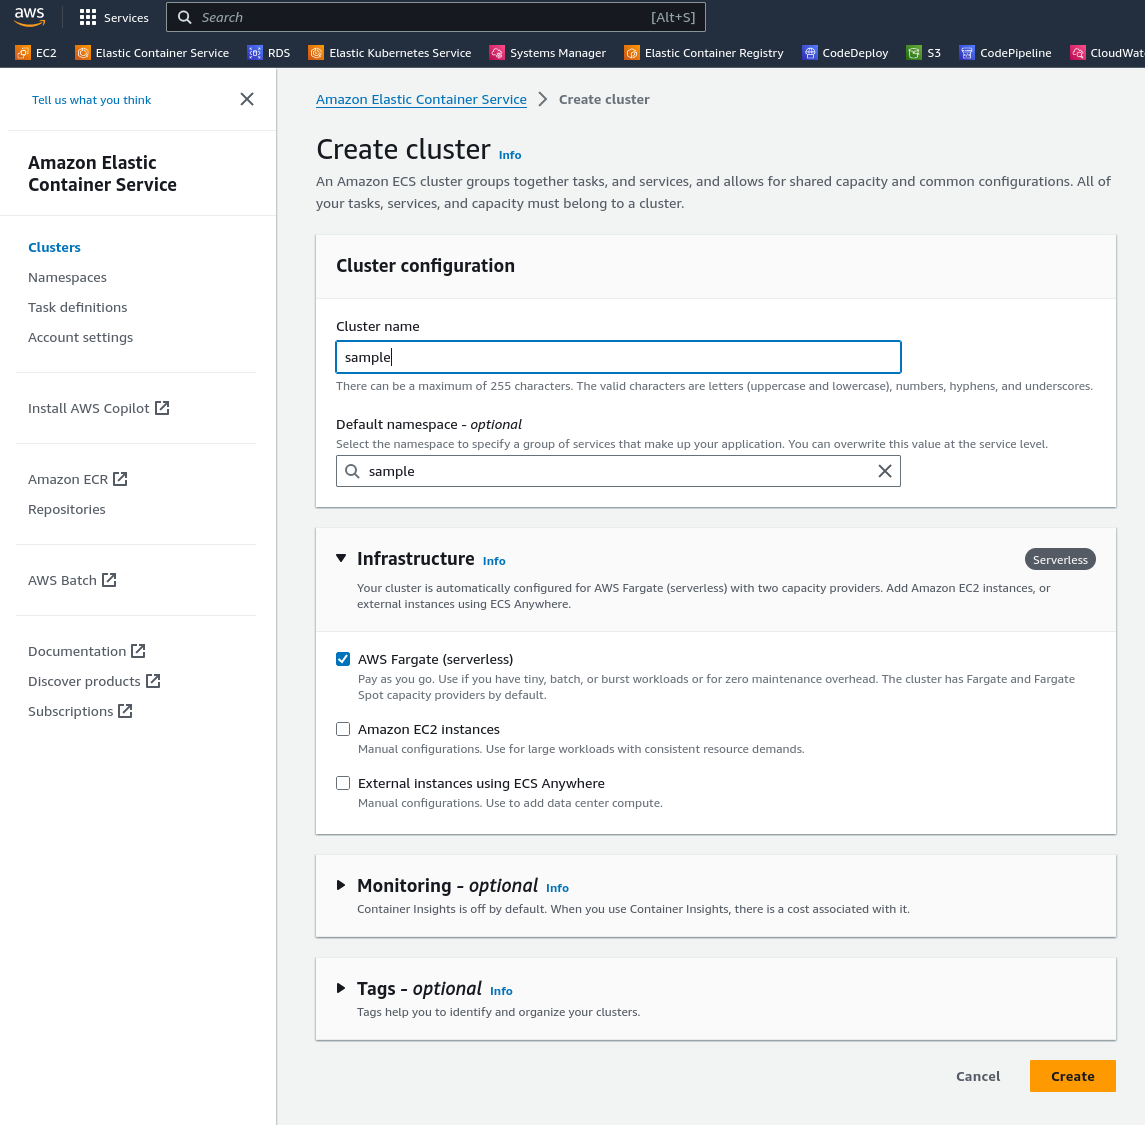 aws
Services
Search
[Alt+S]
EC2
Elastic Container Service
RDS
Elastic Kubernetes Service
Systems Manager
Elastic Container Registry
CodeDeploy
S3
CodePipeline
CloudWat
Tell us what you think
Amazon Elastic
Container Service
Clusters
Namespaces
Task definitions
Account settings
Install AWS Copilot
Amazon ECR
Repositories
AWS Batch
Documentation
Discover products
Subscriptions
Amazon Elastic Container Service
Create cluster
Create cluster Info
An Amazon ECS cluster groups together tasks, and services, and allows for shared capacity and common configurations. All of
your tasks, services, and capacity must belong to a cluster.
Cluster configuration
Cluster name
sample
There can be a maximum of 255 characters. The valid characters are letters (uppercase and lowercase), numbers, hyphens, and underscores.
Default namespace - optional
Select the namespace to specify a group of services that make up your application. You can overwrite this value at the service level.
sample
Infrastructure Info
Serverless
Your cluster is automatically configured for AWS Fargate (serverless) with two capacity providers. Add Amazon EC2 instances, or
external instances using ECS Anywhere.
AWS Fargate (serverless)
Pay as you go. Use if you have tiny, batch, or burst workloads or for zero maintenance overhead. The cluster has Fargate and Fargate
Spot capacity providers by default.
Amazon EC2 instances
Manual configurations. Use for large workloads with consistent resource demands.
External instances using ECS Anywhere
Manual configurations. Use to add data center compute.
Monitoring - optional Info
Container Insights is off by default. When you use Container Insights, there is a cost associated with it.
Tags - optional Info
Tags help you to identify and organize your clusters.
Cancel
Create